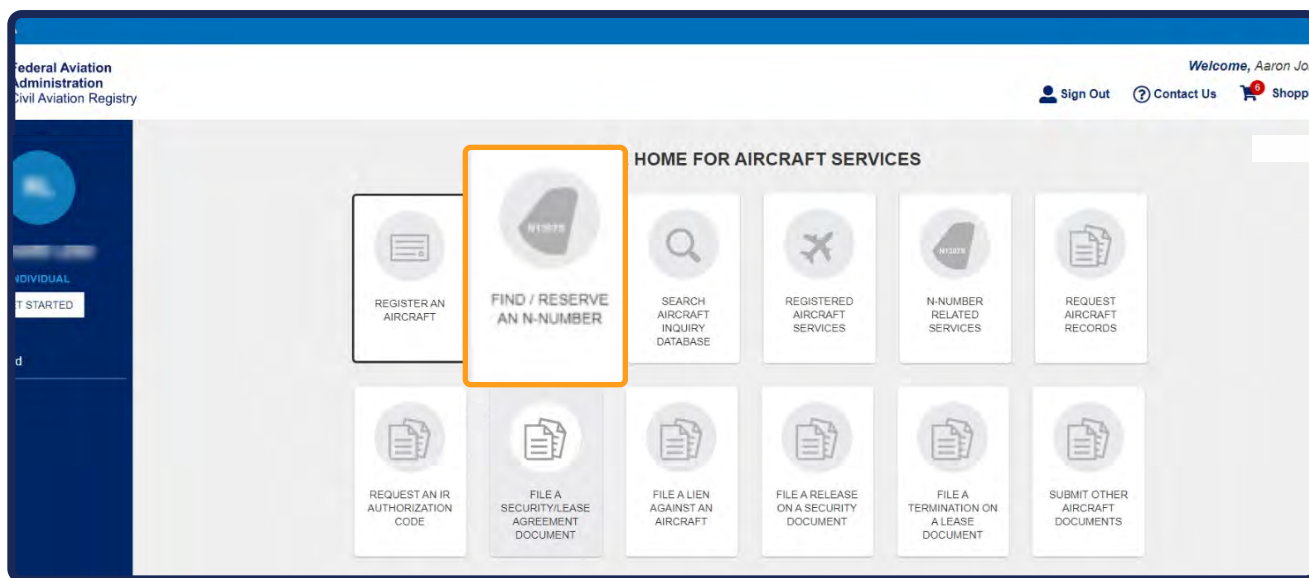 Federal Aviation
Administration
Civil Aviation Registry
Welcome, Aaron Jo
Sign Out
Contact Us
6
Shopp
HOME FOR AIRCRAFT SERVICES
INDIVIDUAL
T STARTED
d
REGISTER AN
AIRCRAFT
FIND / RESERVE
AN N-NUMBER
SEARCH
AIRCRAFT
INQUIRY
DATABASE
REGISTERED
AIRCRAFT
SERVICES
N-NUMBER
RELATED
SERVICES
REQUEST
AIRCRAFT
RECORDS
REQUEST AN IR
AUTHORIZATION
CODE
FILE A
SECURITY/LEASE
AGREEMENT
DOCUMENT
FILE A LIEN
AGAINST AN
AIRCRAFT
FILE A RELEASE
ON A SECURITY
DOCUMENT
FILE A
TERMINATION ON
A LEASE
DOCUMENT
SUBMIT OTHER
AIRCRAFT
DOCUMENTS